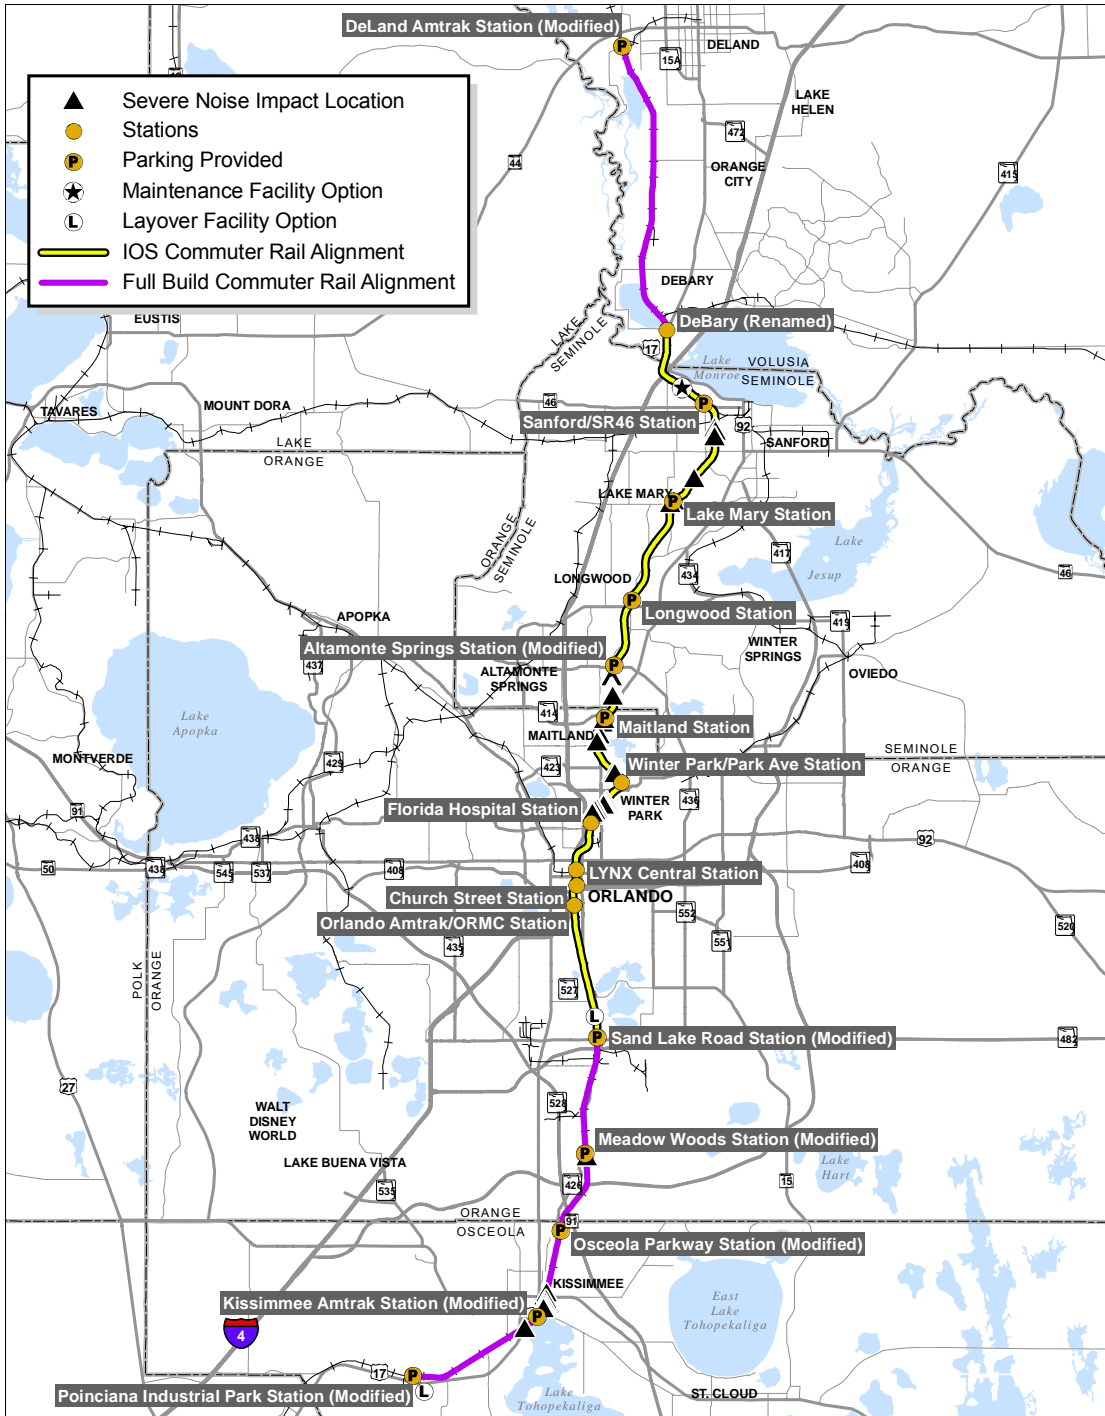 DeLand Amtrak Station (Modified)
DELAND
15A
Severe Noise Impact Location
Stations
P Parking Provided
Maintenance Facility Option
L Layover Facility Option
IOS Commuter Rail Alignment
Full Build Commuter Rail Alignment
LAKE
HELEN
472
44
ORANGE
CITY
415
DEBARY
EUSTIS
DeBary (Renamed)
LAKE
SEMINOLE
17
Lake
Monroe
VOLUSIA
SEMINOLE
TAVARES
MOUNT DORA
46
Sanford/SR46 Station
92
SANFORD
LAKE
ORANGE
LAKE MARY
Lake Mary Station
ORANGE
SEMINOLE
417
Lake
Jesup
LONGWOOD
434
46
Longwood Station
419
APOPKA
WINTER
SPRINGS
Altamonte Springs Station (Modified)
437
ALTAMONTE
SPRINGS
OVIEDO
414
Lake
Apopka
Maitland Station
MAITLAND
SEMINOLE
ORANGE
MONTVERDE
429
423
Winter Park/Park Ave Station
436
WINTER
PARK
Florida Hospital Station
91
438
92
50
438
545
537
408
408
LYNX Central Station
Church Street Station
ORLANDO
Orlando Amtrak/ORMC Station
552
435
551
520
POLK
ORANGE
527
L
Sand Lake Road Station (Modified)
482
27
528
WALT
DISNEY
WORLD
Meadow Woods Station (Modified)
LAKE BUENA VISTA
Lake
Hart
535
426
15
ORANGE
OSCEOLA
91
Osceola Parkway Station (Modified)
KISSIMMEE
Kissimmee Amtrak Station (Modified)
East
Lake
Tohopekaliga
4
17
Poinciana Industrial Park Station (Modified)
L
Lake
Tohopekaliga
ST. CLOUD